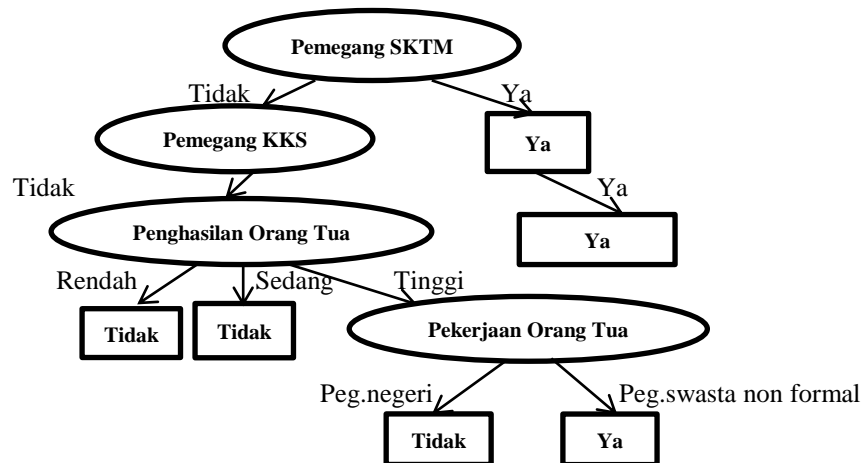 Pemegang SKTM
Tidak
Ya
Pemegang KKS
Ya
Tidak
Ya
Penghasilan Orang Tua
Ya
Rendah
Sedang
Tinggi
Tidak
Tidak
Pekerjaan Orang Tua
Peg.negeri
Peg.swasta non formal
Tidak
Ya